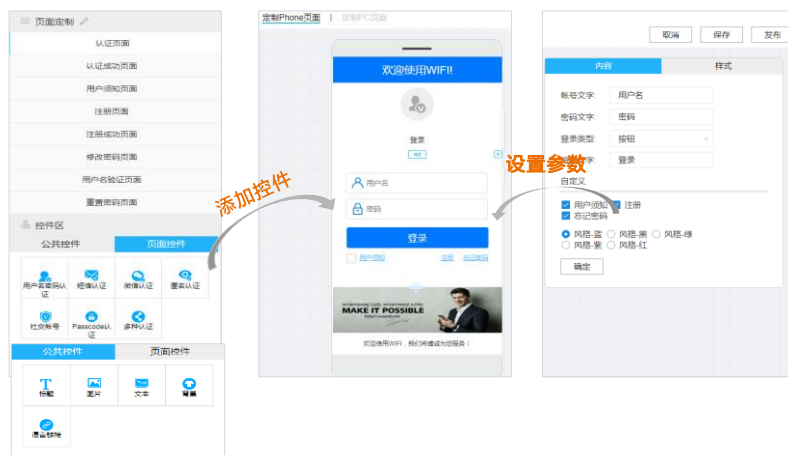 页面定制
认证页面
认证成功页面
用户须知页面
注册页面
注册成功页面
修改密码页面
用户名验证页面
重置密码页面
控件区
公共控件
页面控件
用户名密码认证
短信认证
微信认证
匿名认证
社交帐号
Passcode认证
多种认证
公共控件
页面控件
标题
图片
文本
背景
语言链接
添加控件
定制Phone页面 | 定制PC页面
欢迎使用WIFI!
登录
用户名
密码
登录
用户须知
注册
忘记密码
MAKE IT POSSIBLE
欢迎使用WIFI，我们将竭诚为您服务！
设置参数
取消
保存
发布
内容
样式
帐号文字:
用户名
密码文字:
密码
登录类型:
按钮
登录
自定义
用户须知
注册
忘记密码
风格-蓝
风格-黑
风格-绿
风格-紫
风格-红
确定